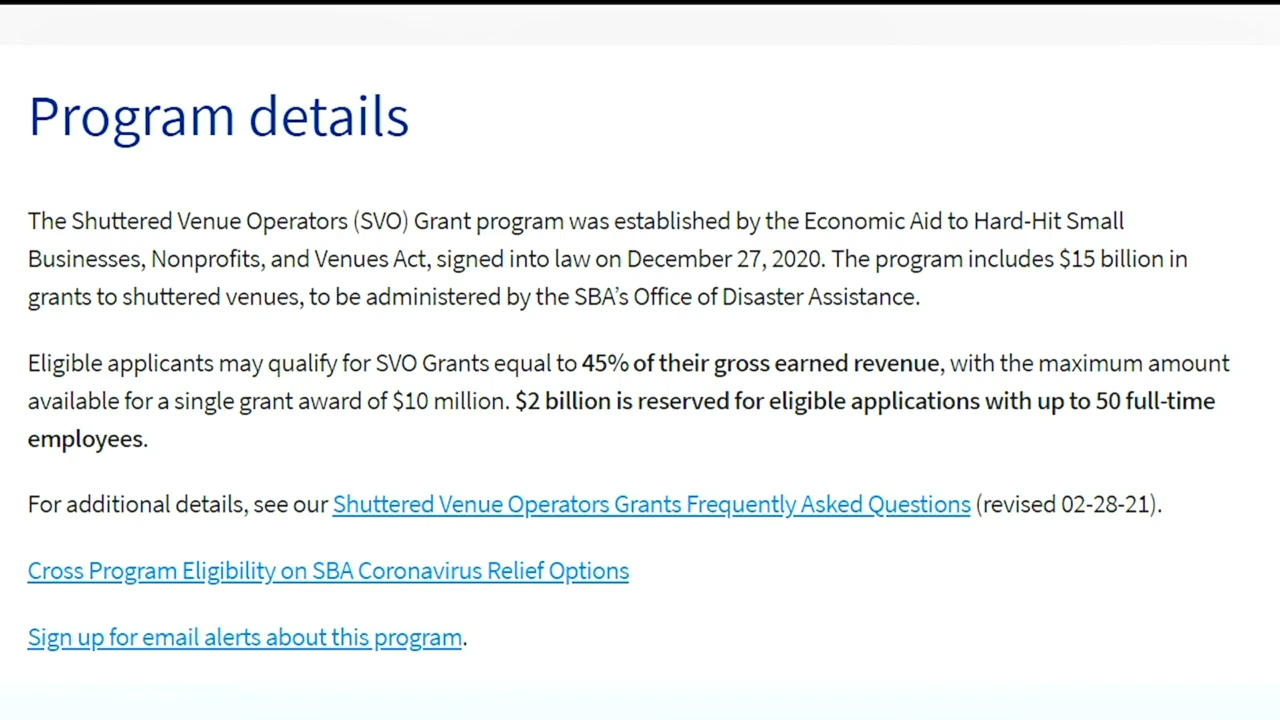 Program details
The Shuttered Venue Operators (SVO) Grant program was established by the Economic Aid to Hard-Hit Small
Businesses, Nonprofits, and Venues Act, signed into law on December 27, 2020. The program includes $15 billion in
grants to shuttered venues, to be administered by the SBA’s Office of Disaster Assistance.
Eligible applicants may qualify for SVO Grants equal to 45% of their gross earned revenue, with the maximum amount
available for a single grant award of $10 million. $2 billion is reserved for eligible applications with up to 50 full-time
employees.
For additional details, see our Shuttered Venue Operators Grants Frequently Asked Questions (revised 02-28-21).
Cross Program Eligibility on SBA Coronavirus Relief Options
Sign up for email alerts about this program.